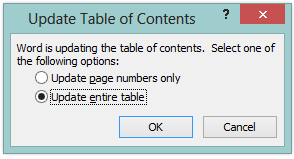 Update Table of Contents
?
Word is updating the table of contents. Select one of
the following options:
Update page numbers only
Update entire table
OK Cancel